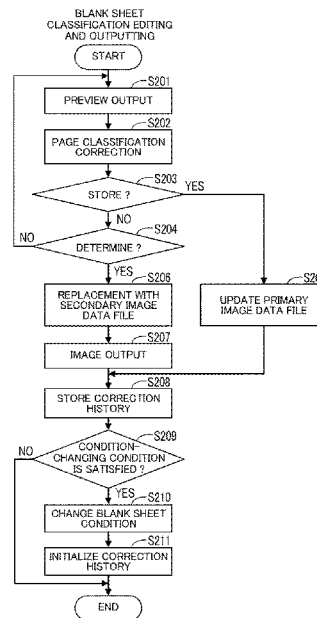 BLANK SHEET
CLASSIFICATION EDITING
AND OUTPUTTING
START
S201
PREVIEW OUTPUT
S202
PAGE CLASSIFICATION
CORRECTION
S203
STORE ?
YES
NO
S204
NO
DETERMINE ?
YES
S206
REPLACEMENT WITH
SECONDARY IMAGE
DATA FILE
UPDATE PRIMARY
IMAGE DATA FILE
S207
IMAGE OUTPUT
S208
STORE CORRECTION
HISTORY
S209
NO
CONDITION-
CHANGING CONDITION
IS SATISFIED ?
YES
S210
CHANGE BLANK SHEET
CONDITION
S211
INITIALIZE CORRECTION
HISTORY
END